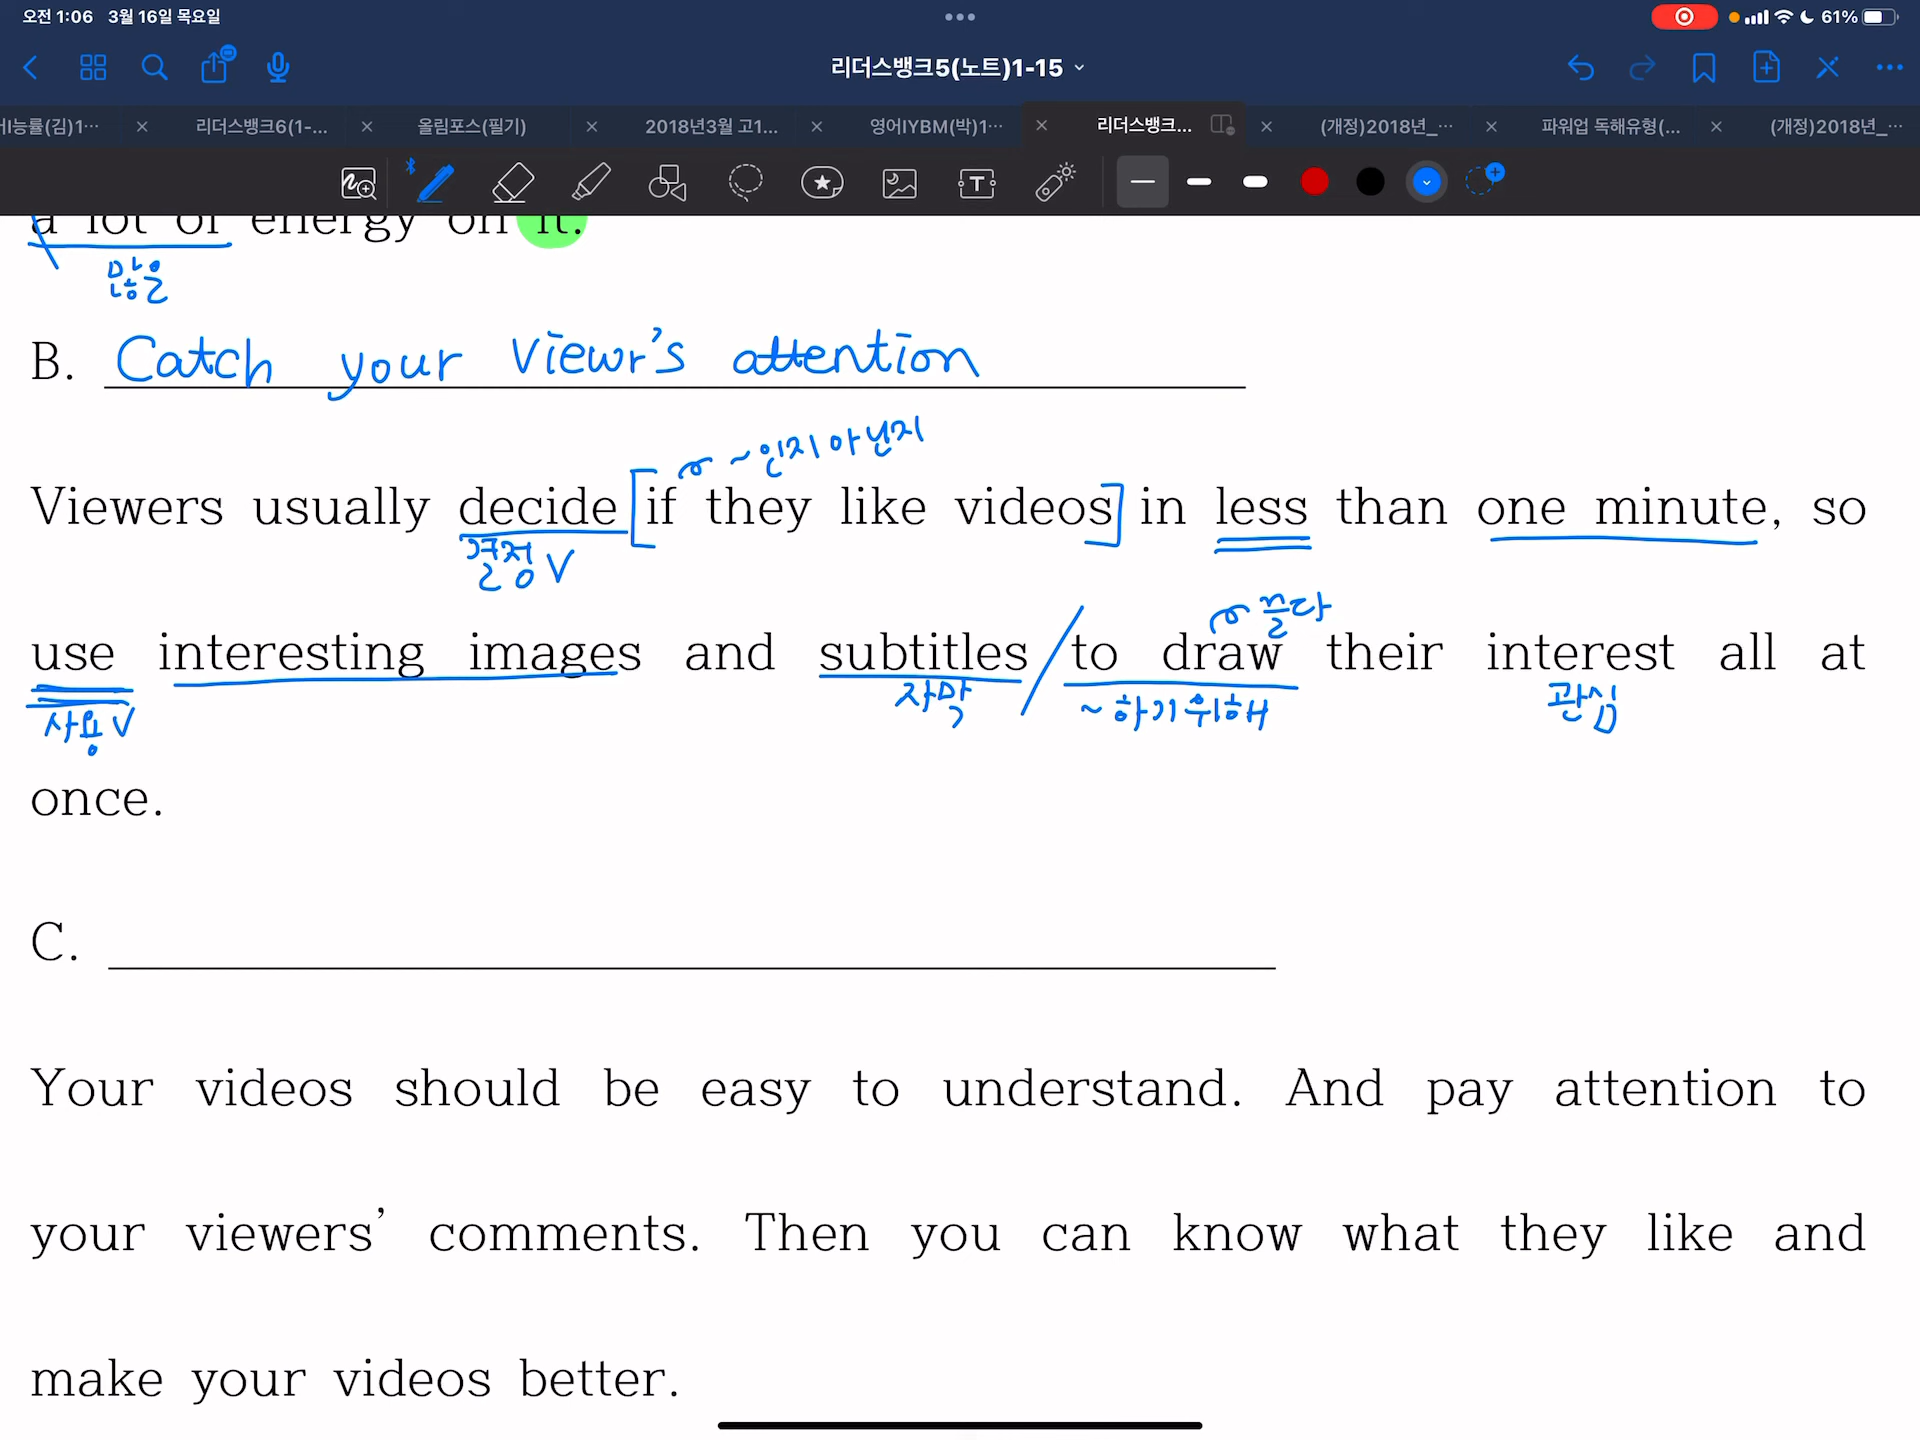 오전 1:06 3월 16일 목요일
61%
리더스뱅크5(노트)1-15
능률(김)1… 리더스뱅크6(1-... 올림포스(필기) 2018년3월 고1... 영어IYBM(박)1… 리더스뱅크... (개정)2018년_… 파워업 독해유형(... (개정)2018년_…
a lot of energy on it.
많은
B. Catch your viewr's attention
~인지 아닌지
Viewers usually decide [if they like videos] in less than one minute, so
결정 V
끌다
use interesting images and subtitles / to draw their interest all at
사용 V 자막 ~하기 위해 관심
once.
C.
Your videos should be easy to understand. And pay attention to
your viewers' comments. Then you can know what they like and
make your videos better.